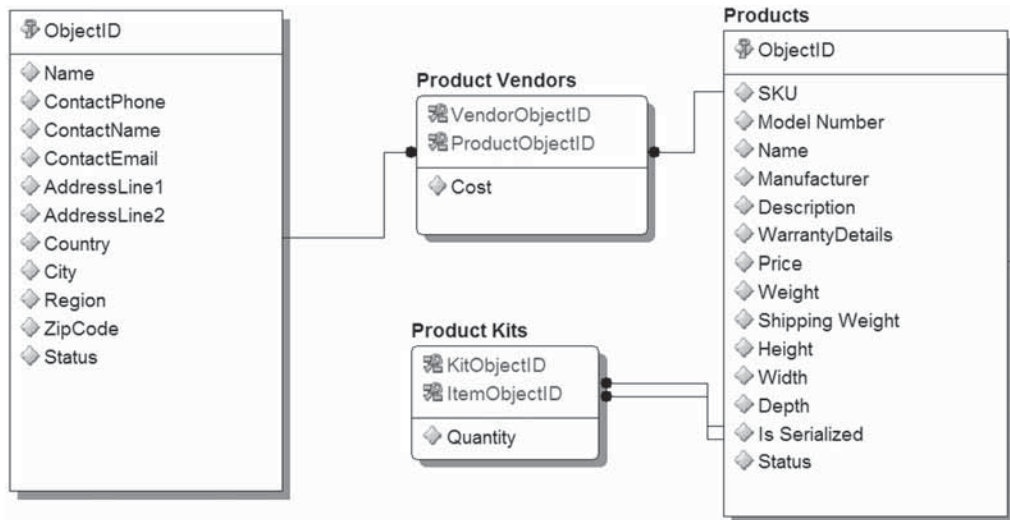 ObjectID
Name
ContactPhone
ContactName
ContactEmail
AddressLine1
AddressLine2
Country
City
Region
ZipCode
Status
Product Vendors
VendorObjectID
ProductObjectID
Cost
Product Kits
KitObjectID
ItemObjectID
Quantity
Products
ObjectID
SKU
Model Number
Name
Manufacturer
Description
WarrantyDetails
Price
Weight
Shipping Weight
Height
Width
Depth
Is Serialized
Status